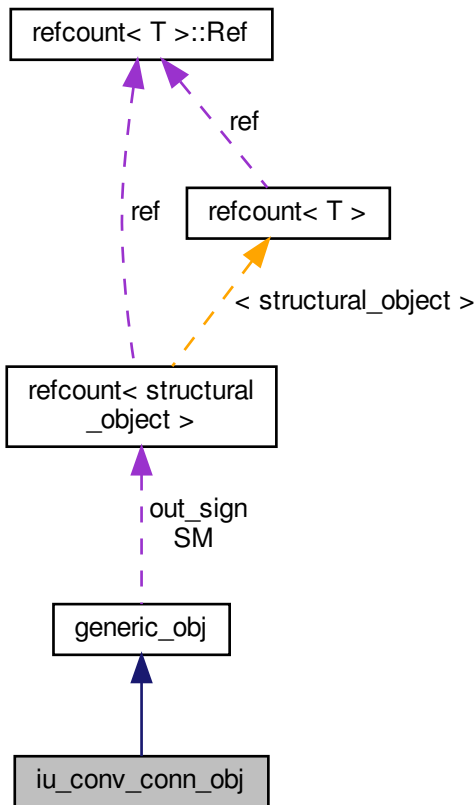 refcount< T >::Ref
ref
refcount< T >
ref
< structural_object >
refcount< structural
_object >
out_sign
SM
generic_obj
iu_conv_conn_obj